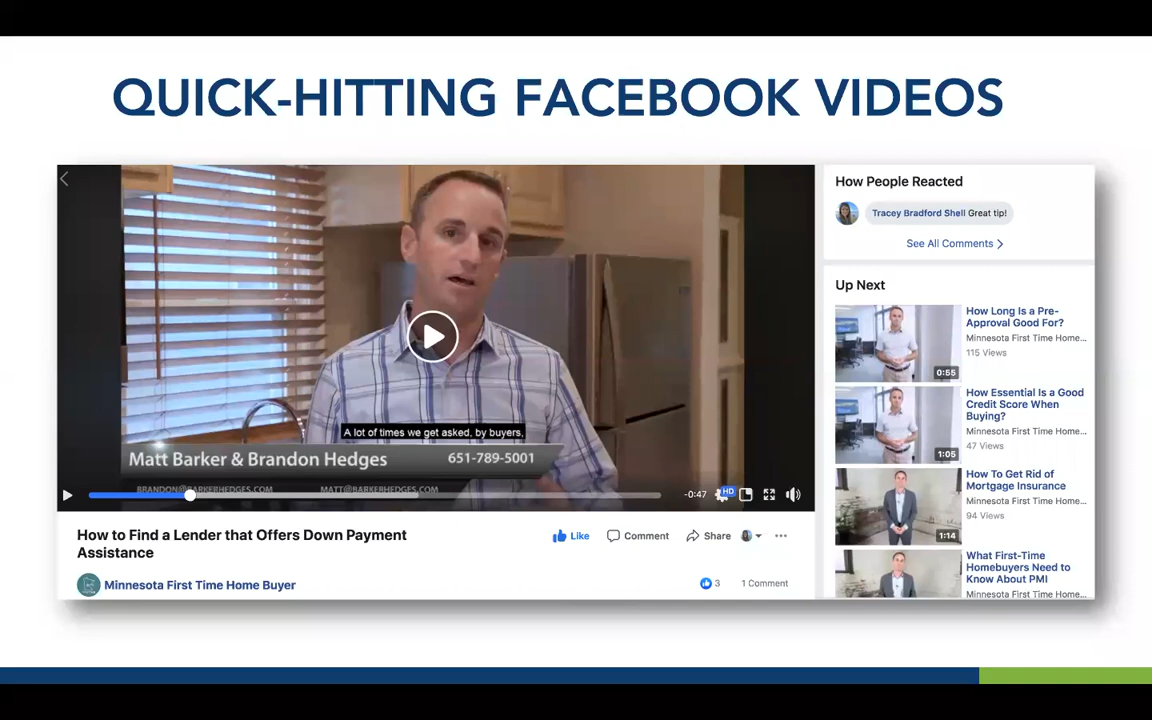 QUICK-HITTING FACEBOOK VIDEOS
A lot of times we get asked, by buyers,
Matt Barker & Brandon Hedges 651-789-5001
BRANDON@BARKERHEDGES.COM MATT@BARKERHEDGES.COM
-0:47 HD
How to Find a Lender that Offers Down Payment
Assistance
Like Comment Share
Minnesota First Time Home Buyer
3 1 Comment
How People Reacted
Tracey Bradford Shell Great tip!
See All Comments
Up Next
How Long Is a Pre-
Approval Good For?
Minnesota First Time Home...
115 Views
0:55
How Essential Is a Good
Credit Score When
Buying?
Minnesota First Time Home...
47 Views
1:05
How To Get Rid of
Mortgage Insurance
Minnesota First Time Home...
94 Views
1:14
What First-Time
Homebuyers Need to
Know About PMI
Minnesota First Time Home...